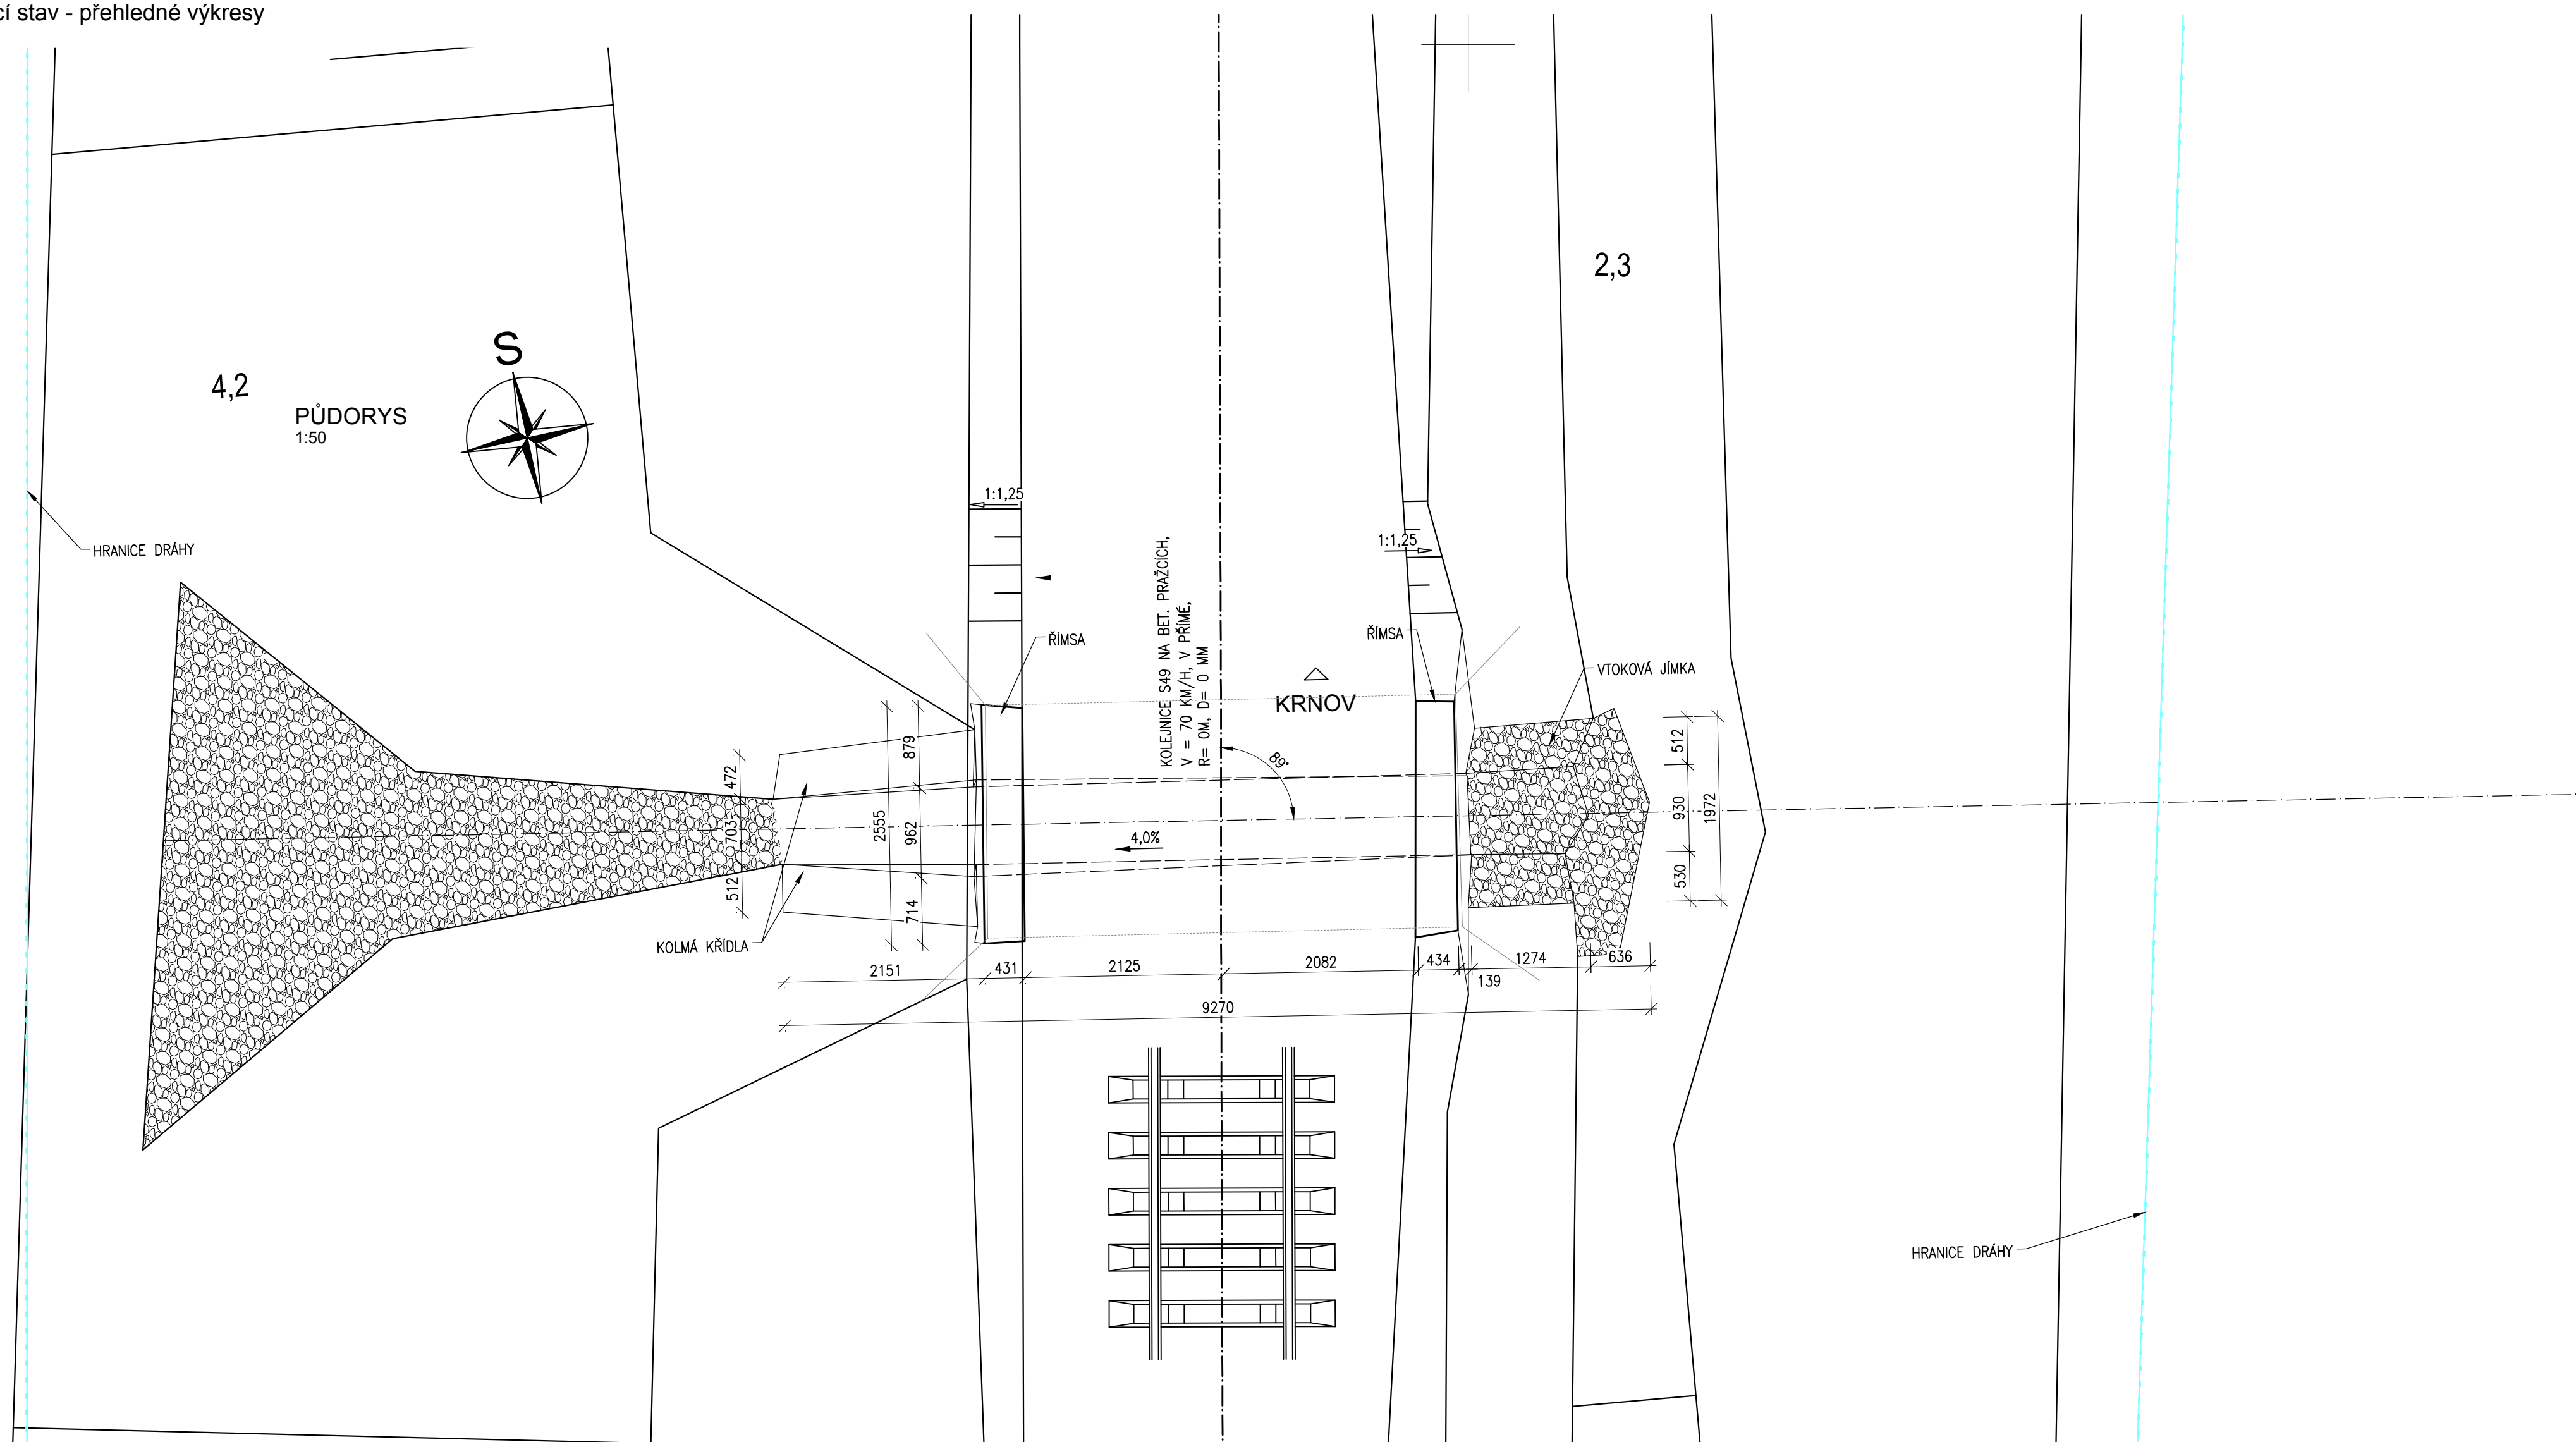 cí stav - přehledné výkresy
2,3
S
4,2
PŮDORYS
1:50
1:1,25
1:1,25
HRANICE DRÁHY
KOLEJNICE S49 NA BET. PRAŽCÍCH,
V = 70 KM/H, V PŘÍMÉ,
R= 0M, D= 0 MM
ŘÍMSA
ŘÍMSA
VTOKOVÁ JÍMKA
KRNOV
89°
879
472
2555
962
703
512
714
4,0%
512
930
1972
530
KOLMÁ KŘÍDLA
2151
431
2125
2082
434
1274
636
139
9270
HRANICE DRÁHY